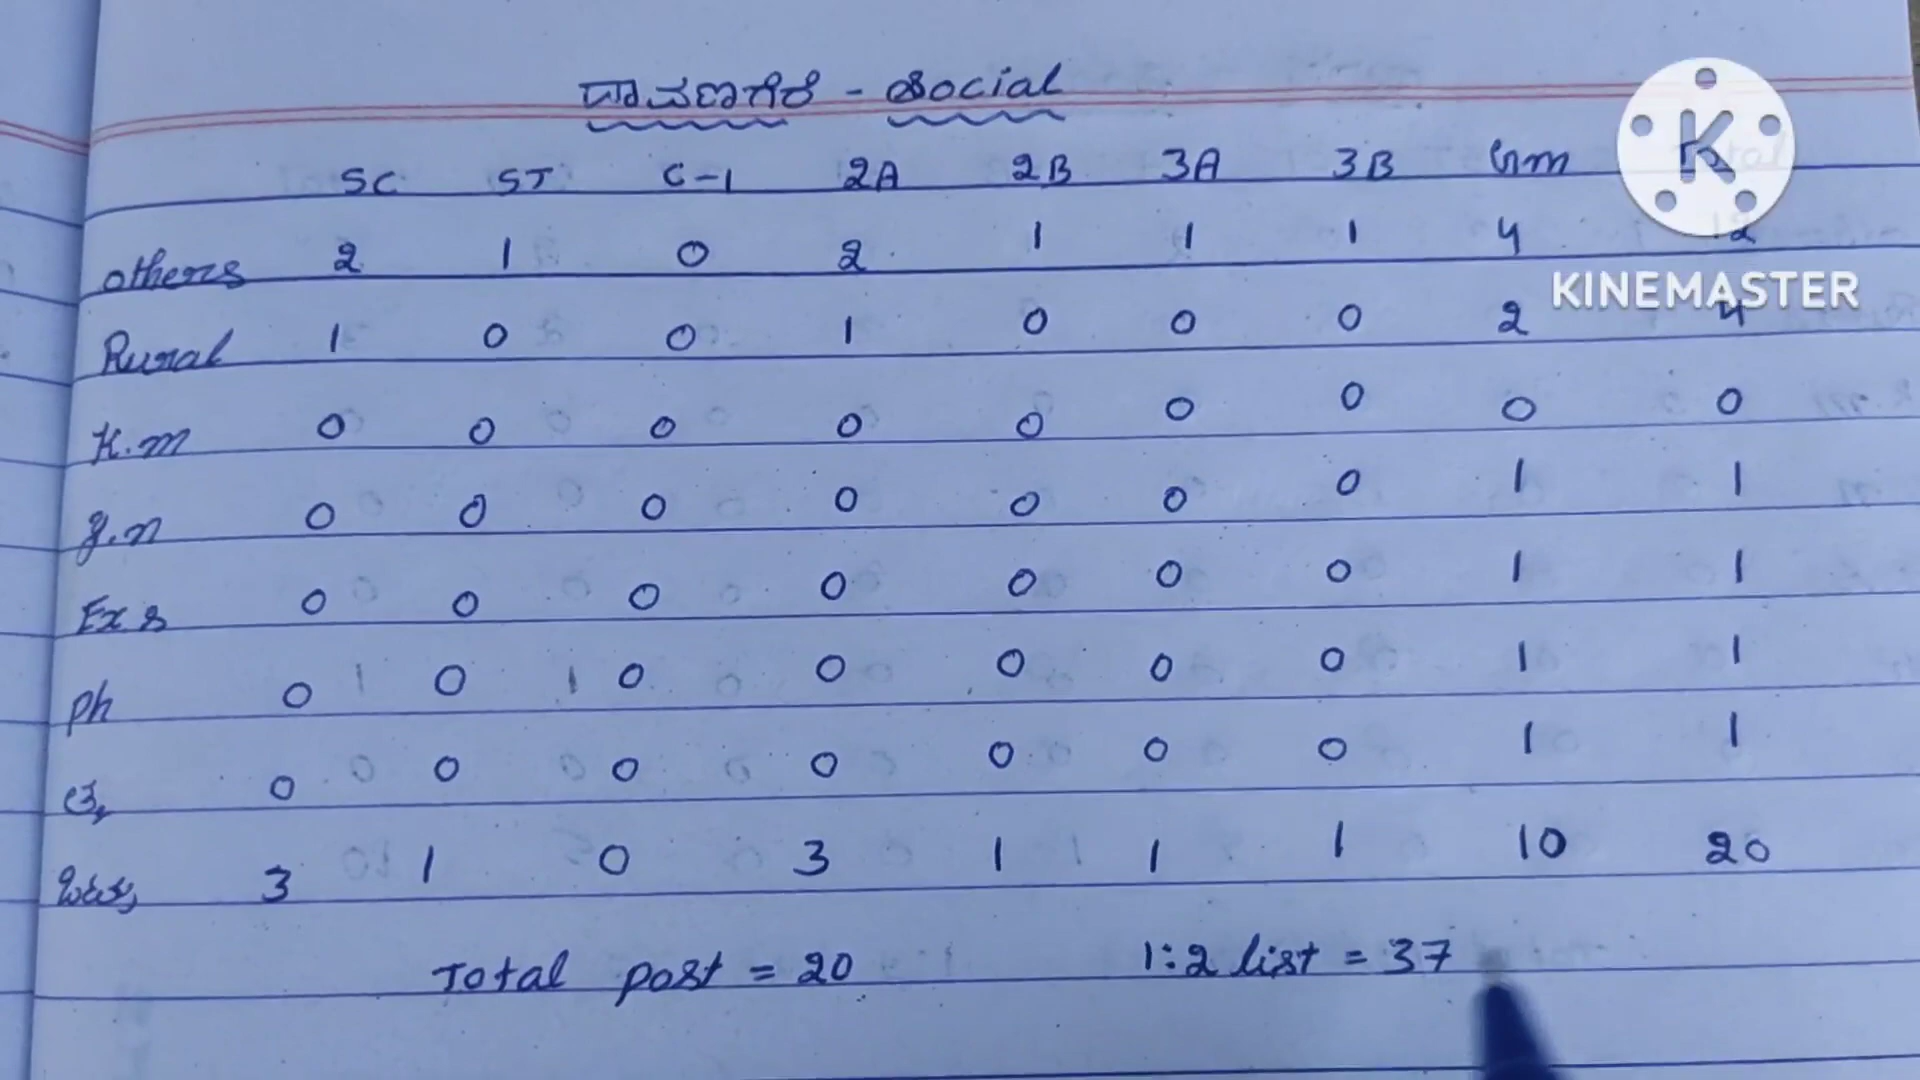 ದಾವಣಗೆರೆ - Social
SC ST C-1 2A 2B 3A 3B Gm
others 2 1 0 2 1 1 1 4 12
Rural 1 0 0 1 0 0 0 2 4
K.m 0 0 0 0 0 0 0 0 0
P.n 0 0 0 0 0 0 0 1 1
Ex s 0 0 0 0 0 0 0 1 1
Ph 0 0 0 0 0 0 0 1 1
0 0 0 0 0 0 0 1 1
ಒಟ್ಟು 3 1 0 3 1 1 1 10 20
Total post = 20 1:2 list = 37
KINEMASTER